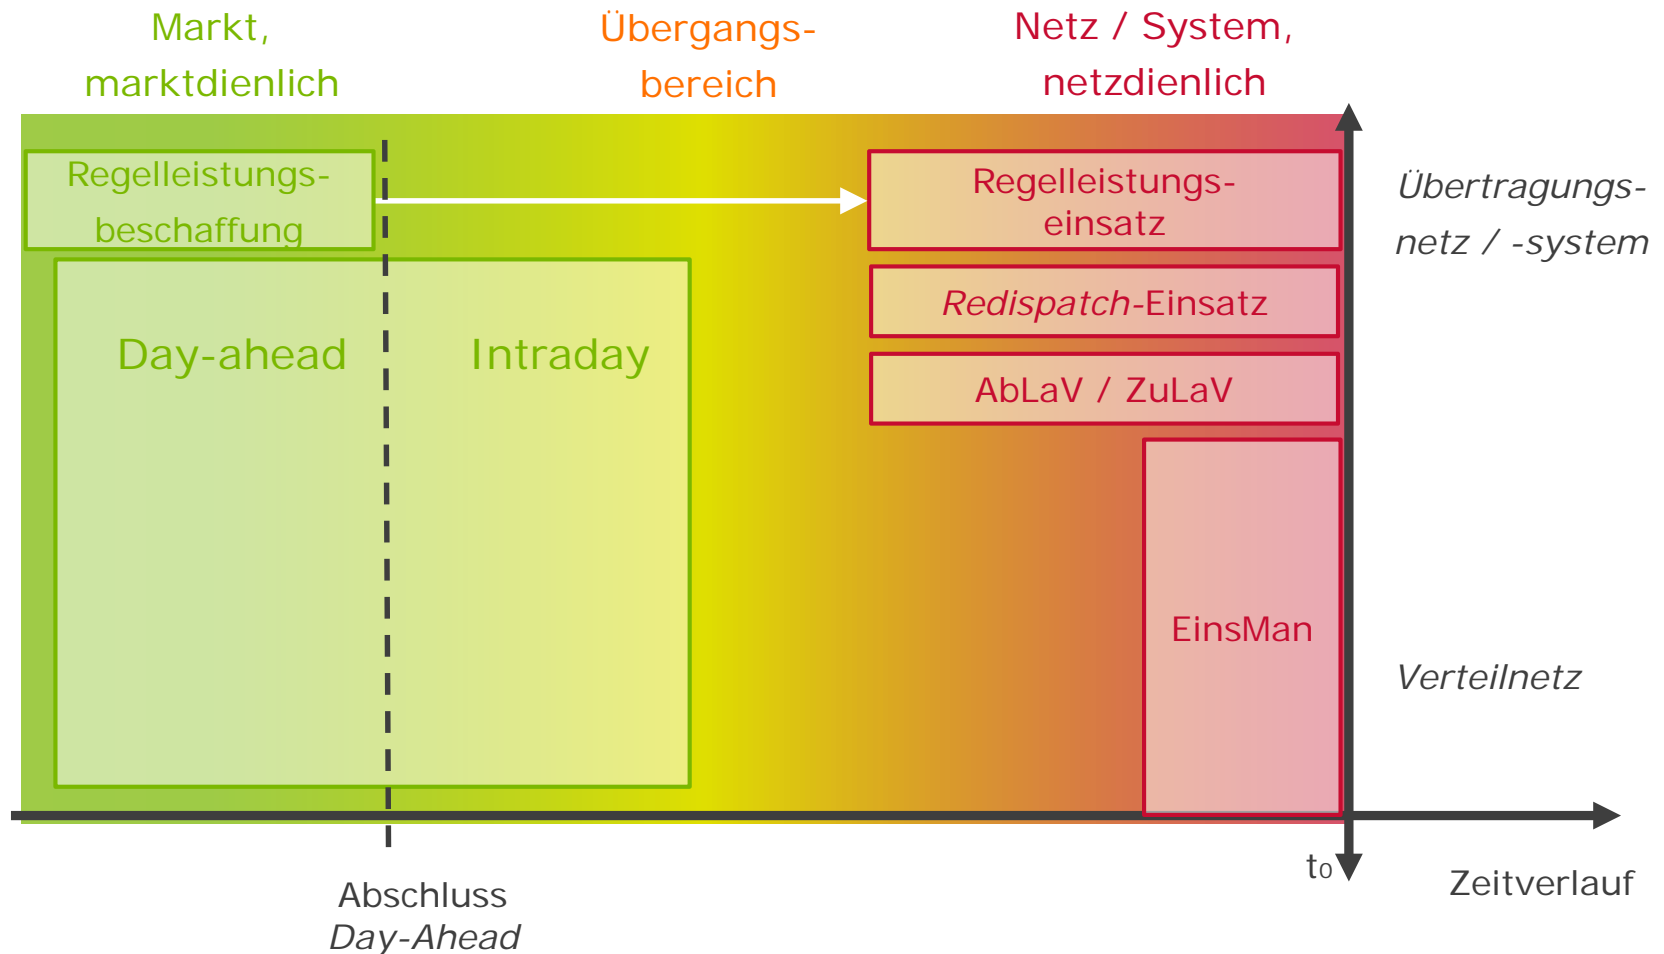 Markt,
marktdienlich
Übergangs-
bereich
Netz / System,
netzdienlich
Regelleistungs-
beschaffung
Regelleistungs-
einsatz
Übertragungs-
netz / -system
Redispatch-Einsatz
Day-ahead
Intraday
AbLaV / ZuLaV
EinsMan
Verteilnetz
t0
Zeitverlauf
Abschluss
Day-Ahead